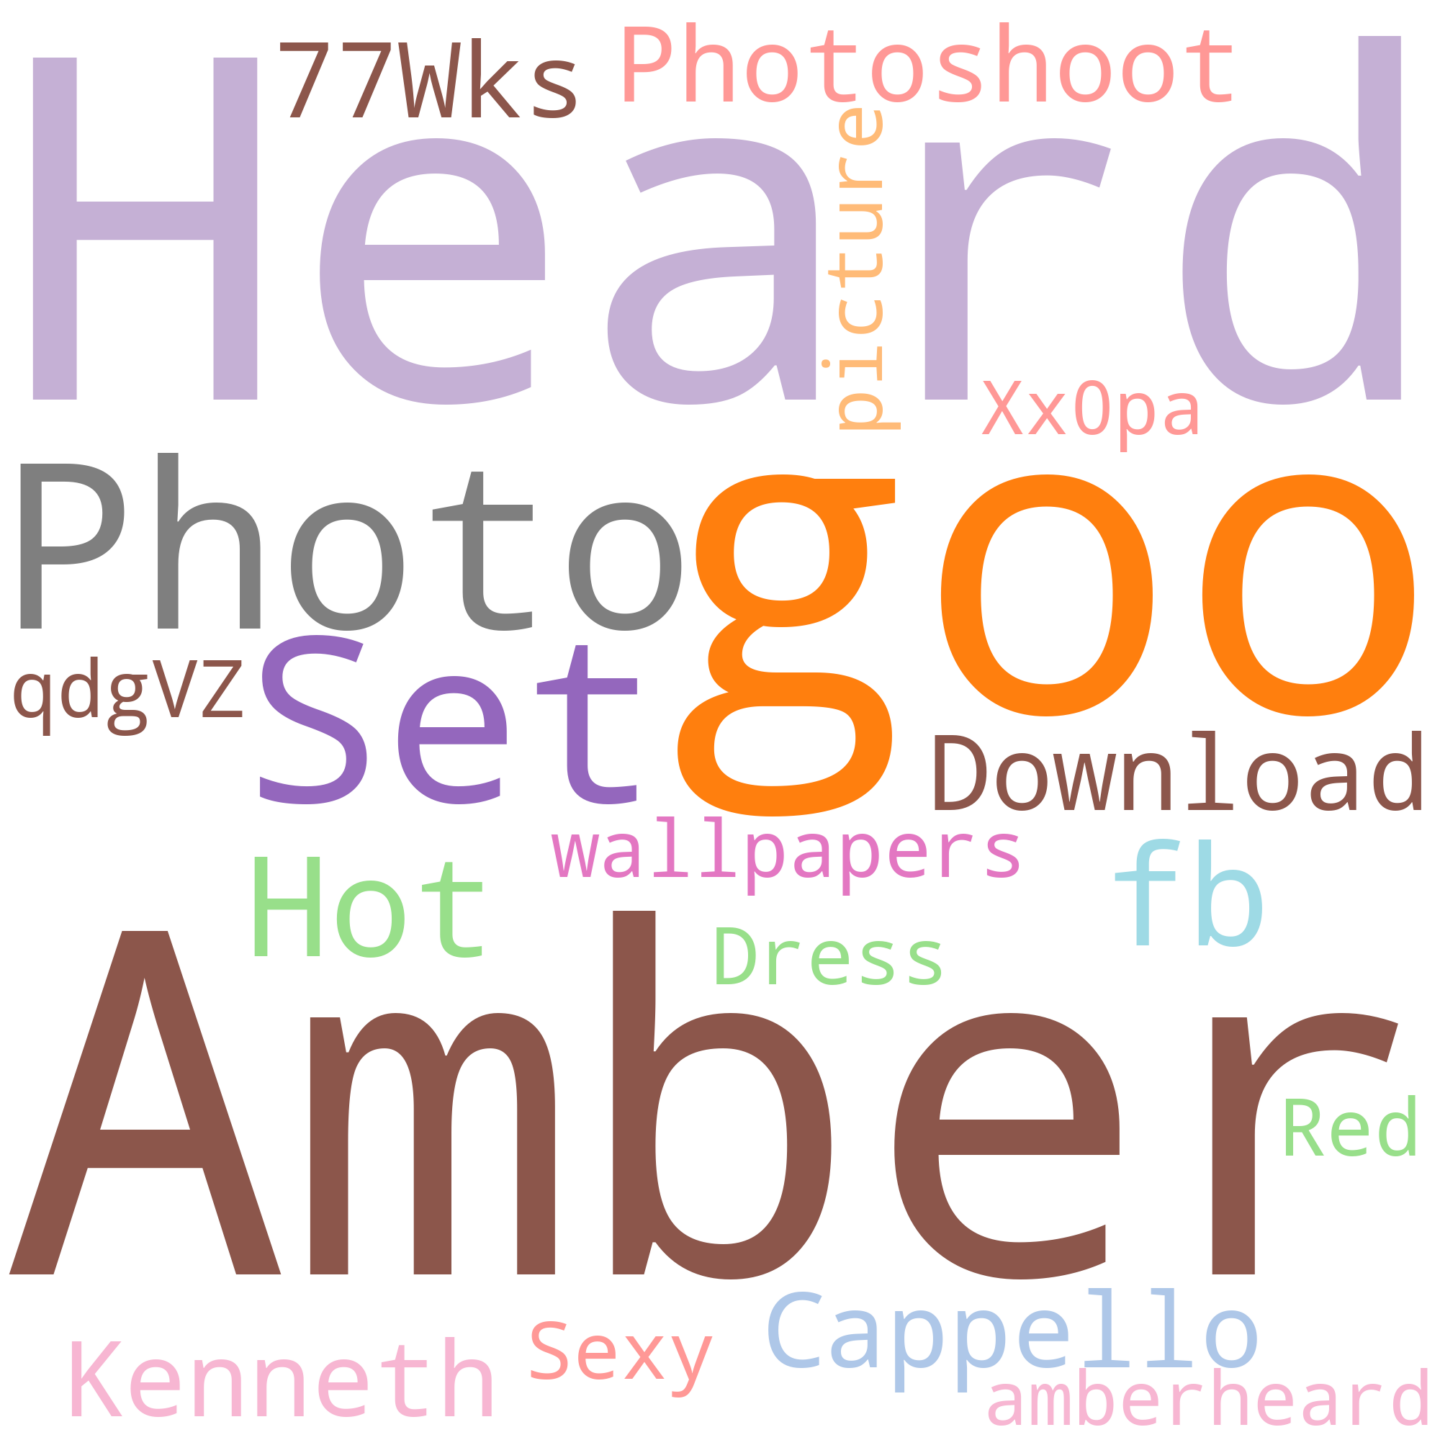 77Wks
Photoshoot
Heard
picture
Xx0pa
Photo
goo
qdgVZ
Set
Download
wallpapers
Hot
fb
Dress
Amber
Red
Kenneth
Sexy
Cappello
amberheard